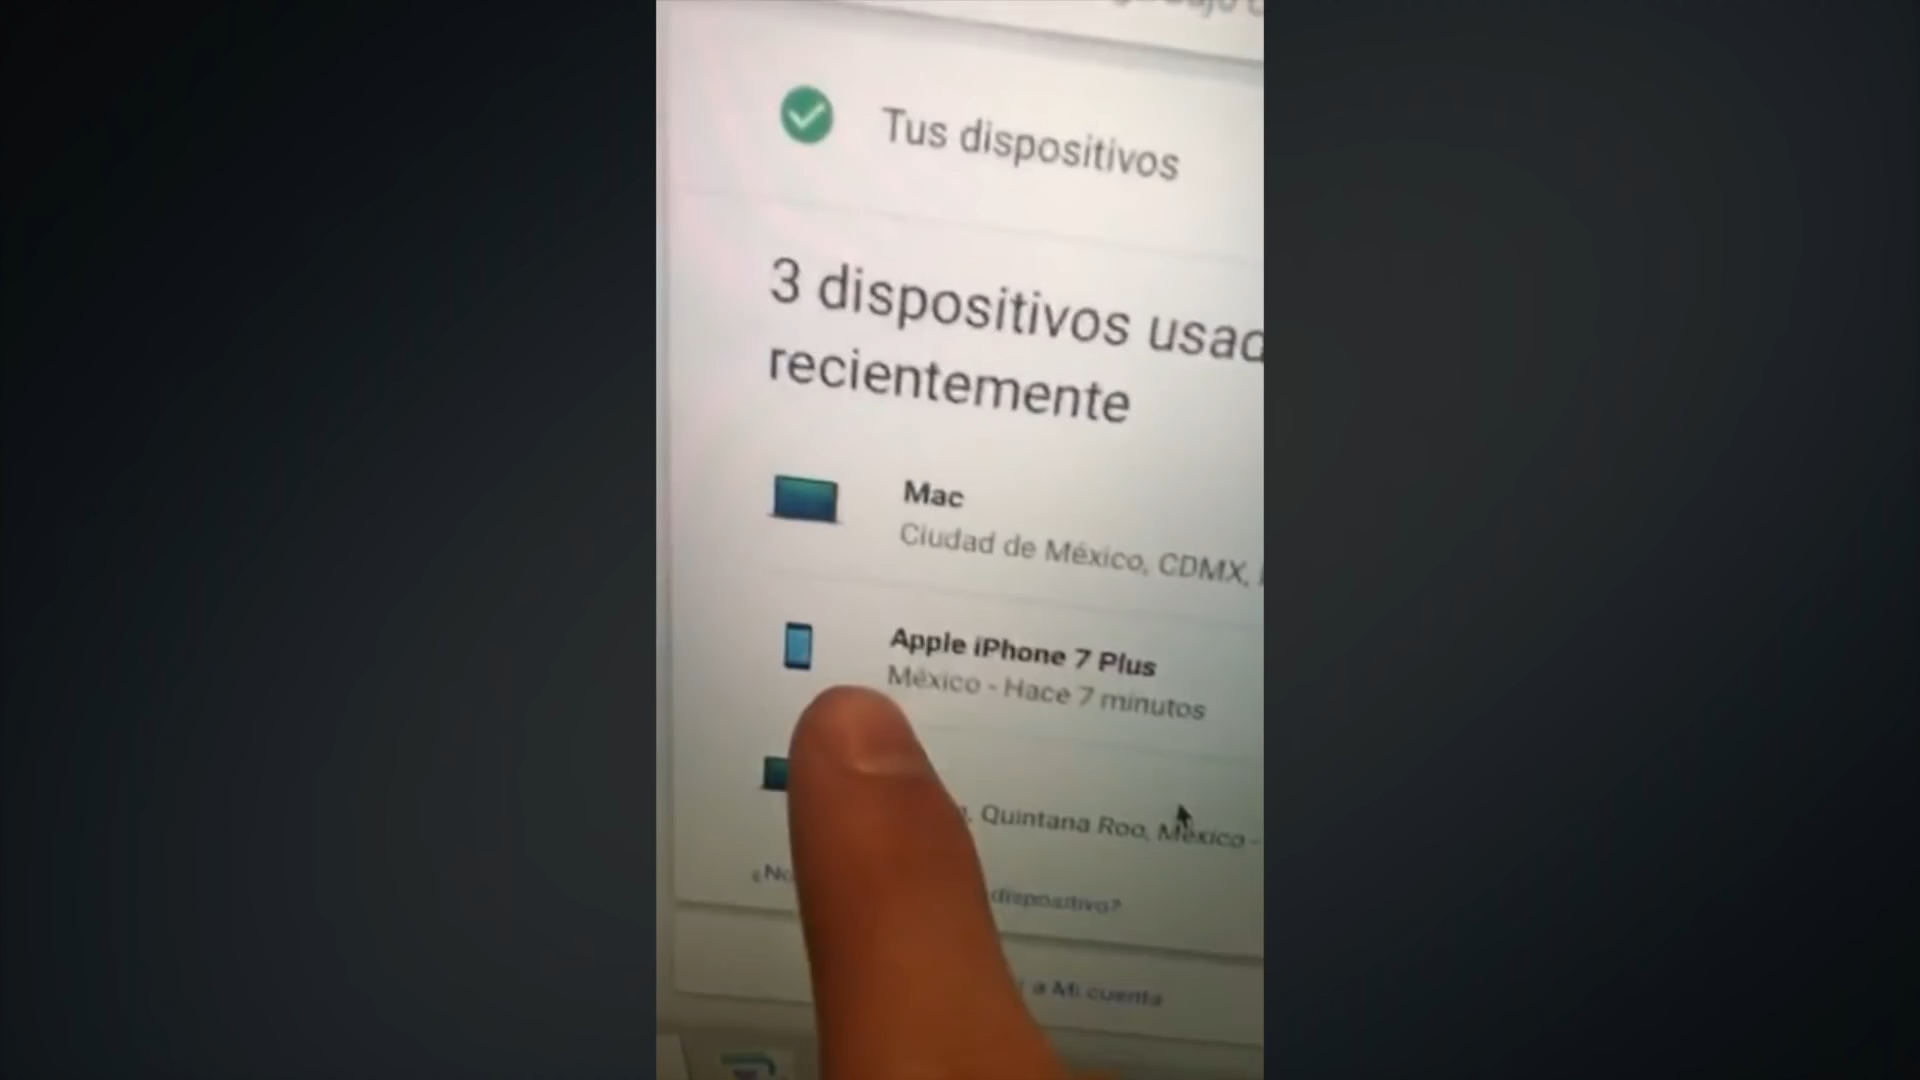 Tus dispositivos
3 dispositivos
recientemente
Mac
Ciudad de México, CDMX,
Apple iPhone 7 Plus
México - Hace 7 minutos
Quintana Roo, México -
dispositivo?
a Mi cuenta